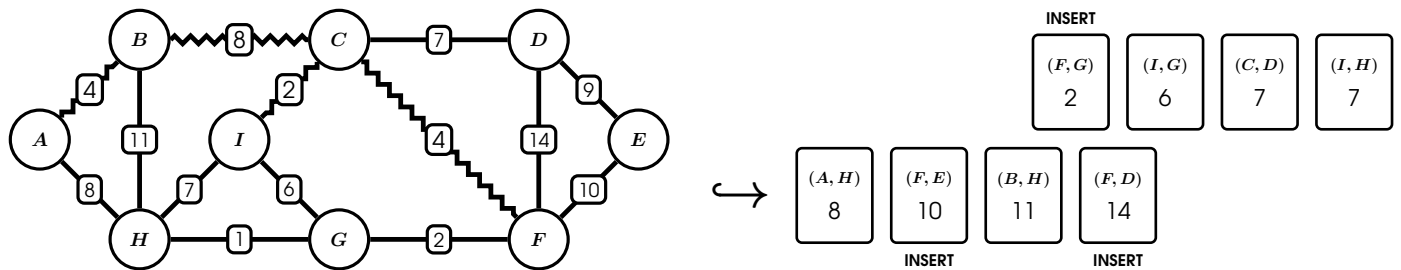 B 8 C 7 D
4 2 9
A 11 I 4 14 E
8 7 6 10
H 1 G 2 F
INSERT
(F, G) (I, G) (C, D) (I, H)
2 6 7 7
(A, H) (F, E) (B, H) (F, D)
8 10 11 14
INSERT INSERT